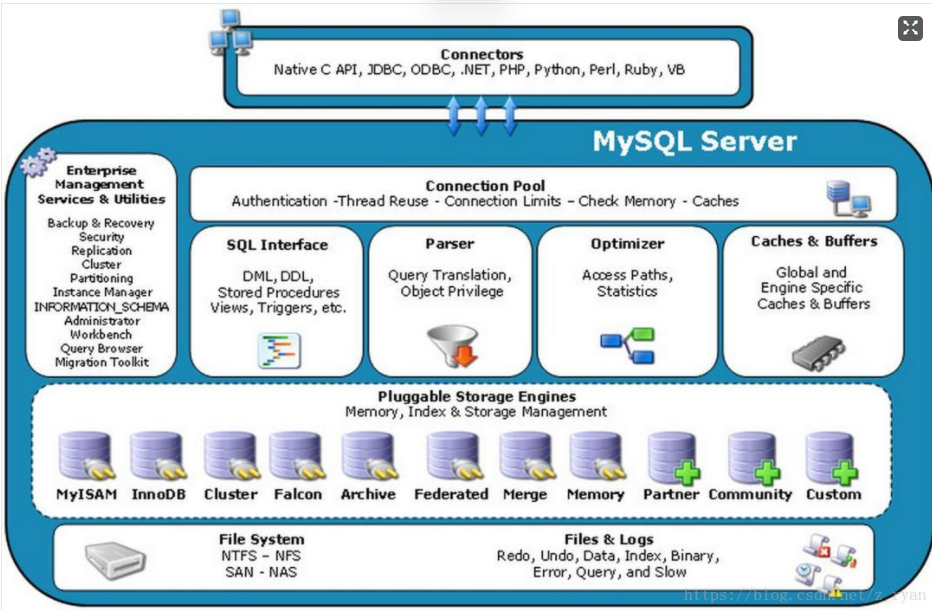 Connectors
Native C API, JDBC, ODBC, .NET, PHP, Python, Perl, Ruby, VB
MySQL Server
Enterprise
Management
Services & Utilities
Backup & Recovery
Security
Replication
Cluster
Partitioning
Instance Manager
INFORMATION_SCHEMA
Administrator
Workbench
Query Browser
Migration Toolkit
Connection Pool
Authentication -Thread Reuse - Connection Limits – Check Memory - Caches
SQL Interface
DML, DDL,
Stored Procedures
Views, Triggers, etc.
Parser
Query Translation,
Object Privilege
Optimizer
Access Paths,
Statistics
Caches & Buffers
Global and
Engine Specific
Caches & Buffers
Pluggable Storage Engines
Memory, Index & Storage Management
MyISAM InnoDB Cluster Falcon Archive Federated Merge Memory Partner Community Custom
File System
NTFS – NFS
SAN - NAS
Files & Logs
Redo, Undo, Data, Index, Binary,
Error, Query, and Slow
https://blog.csdn.net/z_ryan